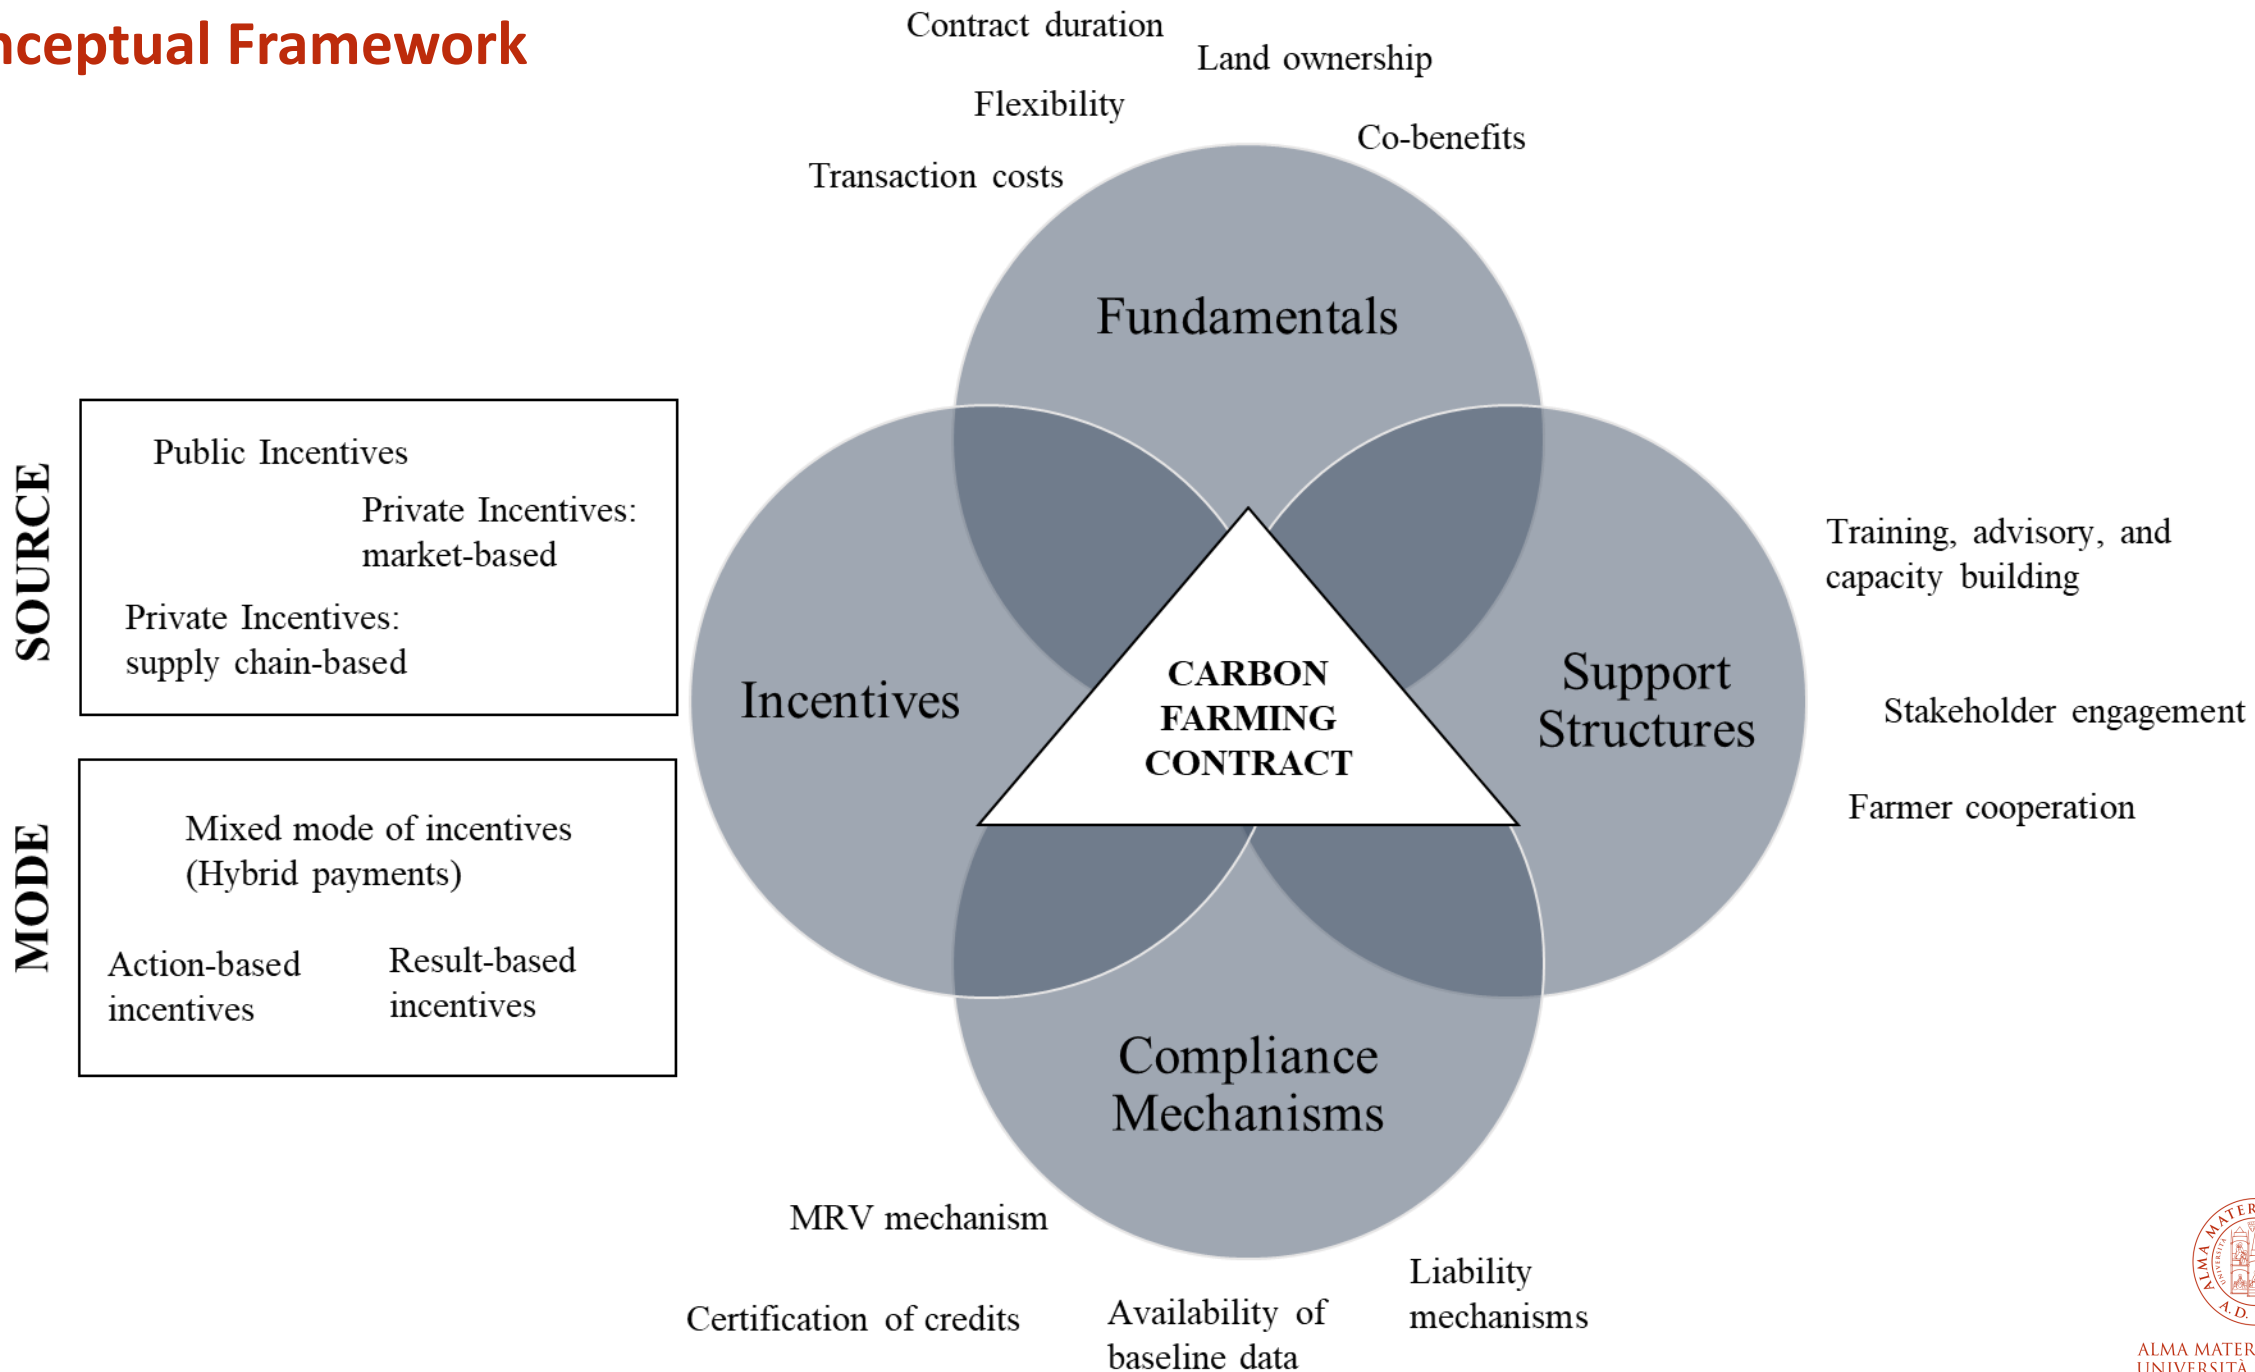 nceptual Framework
Contract duration
Land ownership
Flexibility
Co-benefits
Transaction costs
Fundamentals
SOURCE
Public Incentives
Private Incentives:
market-based
Private Incentives:
supply chain-based
MODE
Mixed mode of incentives
(Hybrid payments)
Action-based
incentives
Result-based
incentives
Incentives
CARBON
FARMING
CONTRACT
Support
Structures
Training, advisory, and
capacity building
Stakeholder engagement
Farmer cooperation
Compliance
Mechanisms
MRV mechanism
Certification of credits
Availability of
baseline data
Liability
mechanisms
ALMA MATER
A.D.
ALMA MATER
UNIVERSITÀ